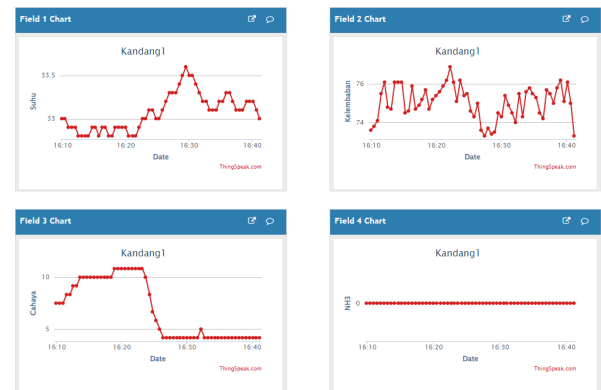 Field 1 Chart
Kandang1
Suhu
33.5
33
16:10 16:20 16:30 16:40
Date
ThingSpeak.com
Field 2 Chart
Kandang1
Kelembaban
76
74
16:10 16:20 16:30 16:40
Date
ThingSpeak.com
Field 3 Chart
Kandang1
Cahaya
10
5
16:10 16:20 16:30 16:40
Date
ThingSpeak.com
Field 4 Chart
Kandang1
NH3
0
16:10 16:20 16:30 16:40
Date
ThingSpeak.com